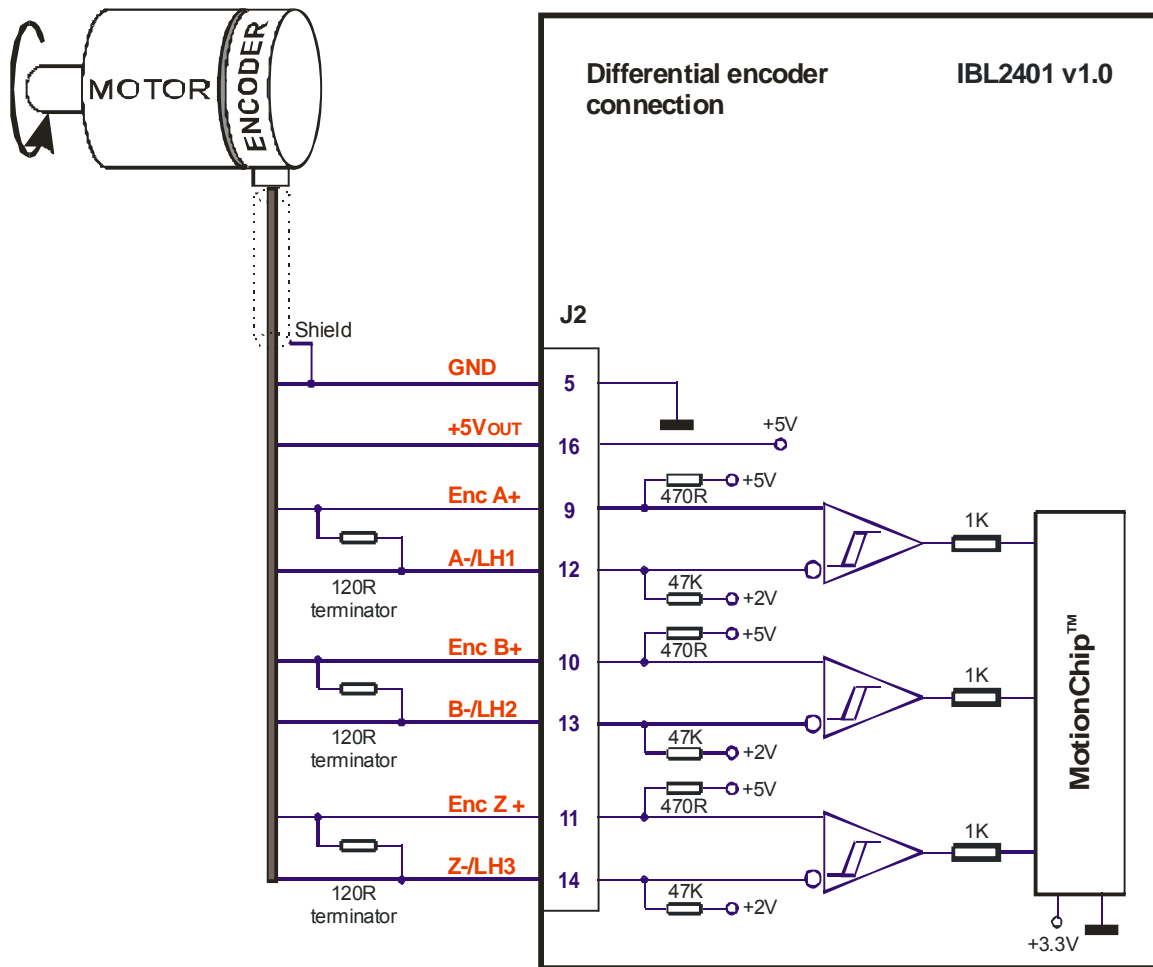 MOTOR
ENCODER
Differential encoder
connection
IBL2401 v1.0
Shield
J2
GND
5
+5VOUT
16
+5V
Enc A+
9
470R
+5V
1K
A-/LH1
12
47K
+2V
120R
terminator
Enc B+
10
470R
+5V
1K
B-/LH2
13
47K
+2V
120R
terminator
Enc Z +
11
470R
+5V
1K
Z-/LH3
14
47K
+2V
120R
terminator
MotionChip™
+3.3V